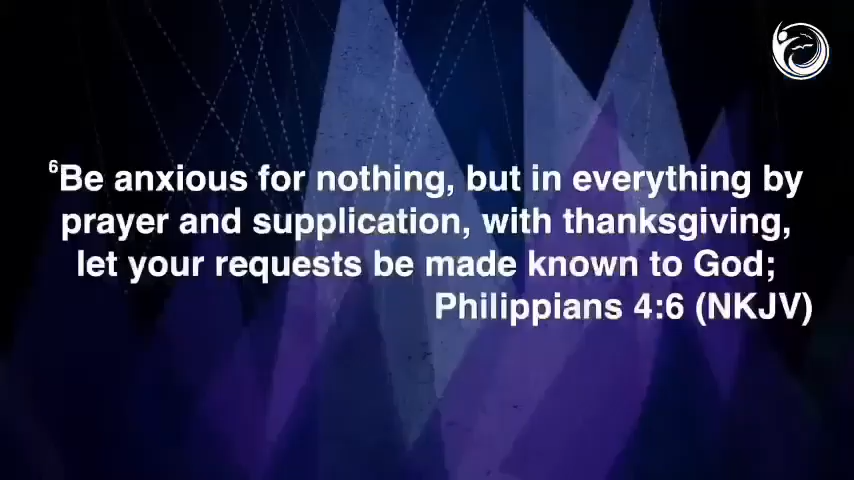 ⁶Be anxious for nothing, but in everything by
prayer and supplication, with thanksgiving,
let your requests be made known to God;
Philippians 4:6 (NKJV)